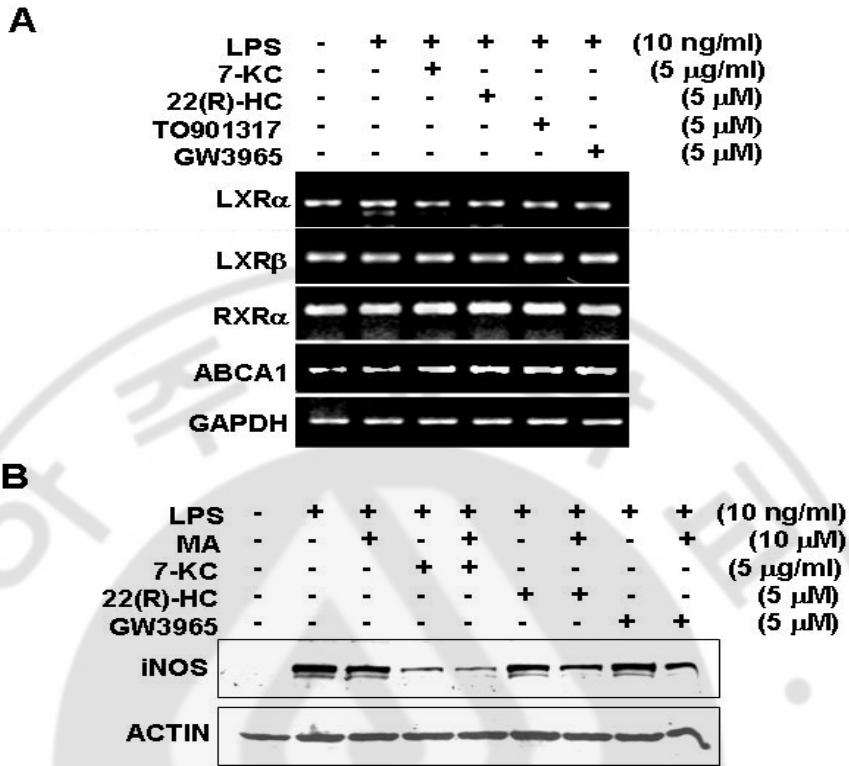 A
LPS - + + + + + (10 ng/ml)
7-KC - - + - - - (5 μg/ml)
22(R)-HC - - - + - - (5 μM)
TO901317 - - - - + - (5 μM)
GW3965 - - - - - + (5 μM)
LXRα
LXRβ
RXRα
ABCA1
GAPDH
B
LPS - + + + + + + + + (10 ng/ml)
MA - - + - + - + - + (10 μM)
7-KC - - - + + - - - - (5 μg/ml)
22(R)-HC - - - - - + + - - (5 μM)
GW3965 - - - - - - - + + (5 μM)
iNOS
ACTIN